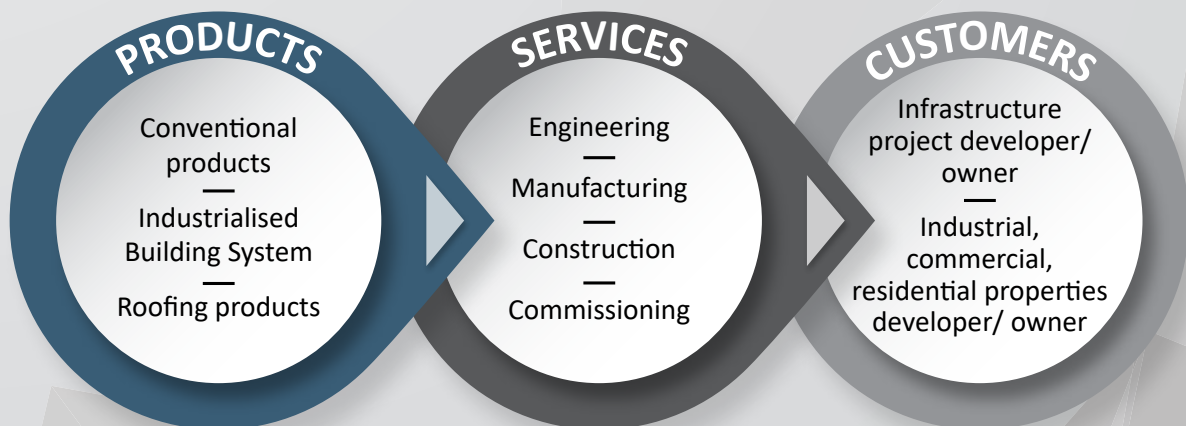 PRODUCTS
Conventional
products
Industrialised
Building System
Roofing products
SERVICES
Engineering
Manufacturing
Construction
Commissioning
CUSTOMERS
Infrastructure
project developer/
owner
Industrial,
commercial,
residential properties
developer/ owner